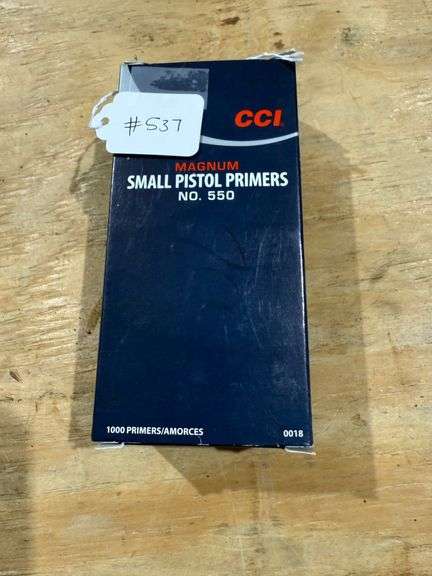 #537
CCI
MAGNUM
SMALL PISTOL PRIMERS
NO. 550
1000 PRIMERS/AMORCES 0018